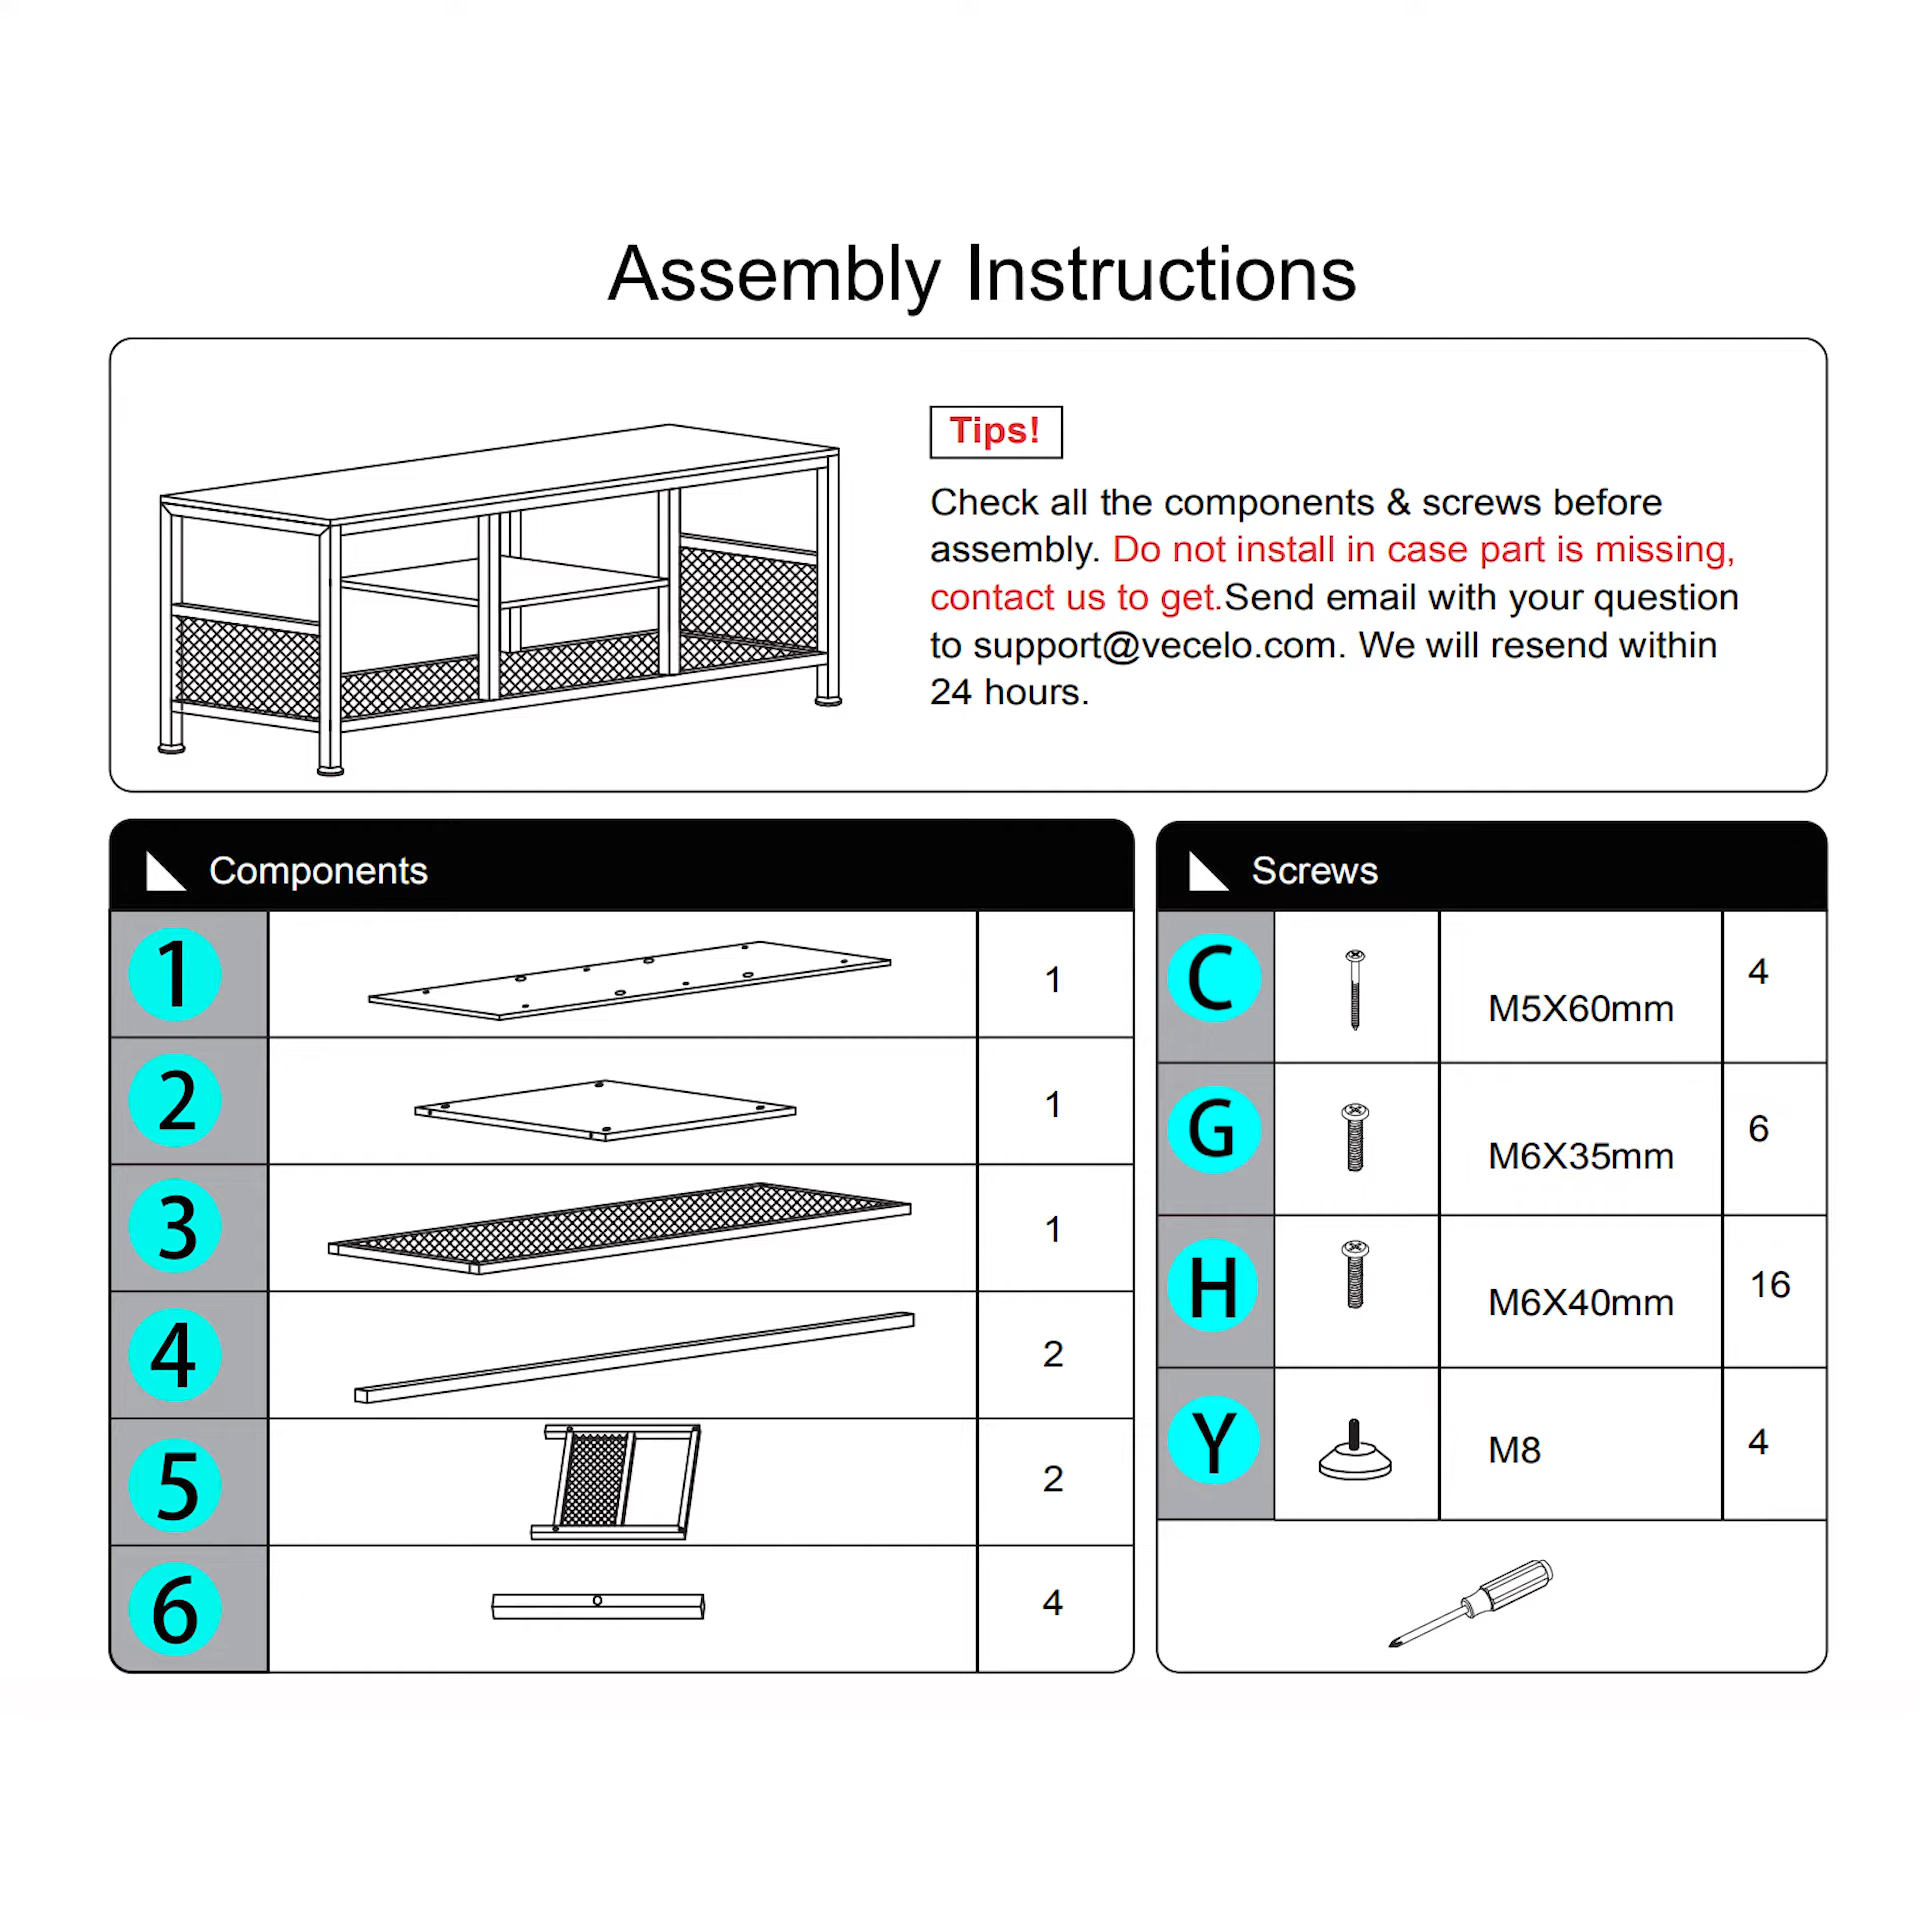 Assembly Instructions
Tips!
Check all the components & screws before
assembly. Do not install in case part is missing,
contact us to get.Send email with your question
to support@vecelo.com. We will resend within
24 hours.
Components
1 1
2 1
3 1
4 2
5 2
6 4
Screws
C M5X60mm 4
G M6X35mm 6
H M6X40mm 16
Y M8 4